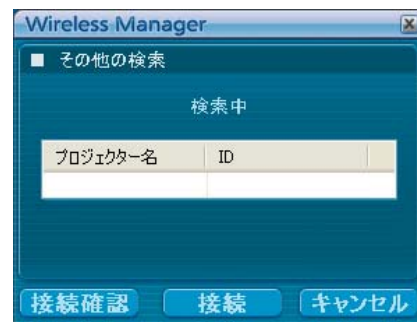 Wireless Manager
■ その他の検索
検索中
プロジェクター名 ID
接続確認 接続 キャンセル